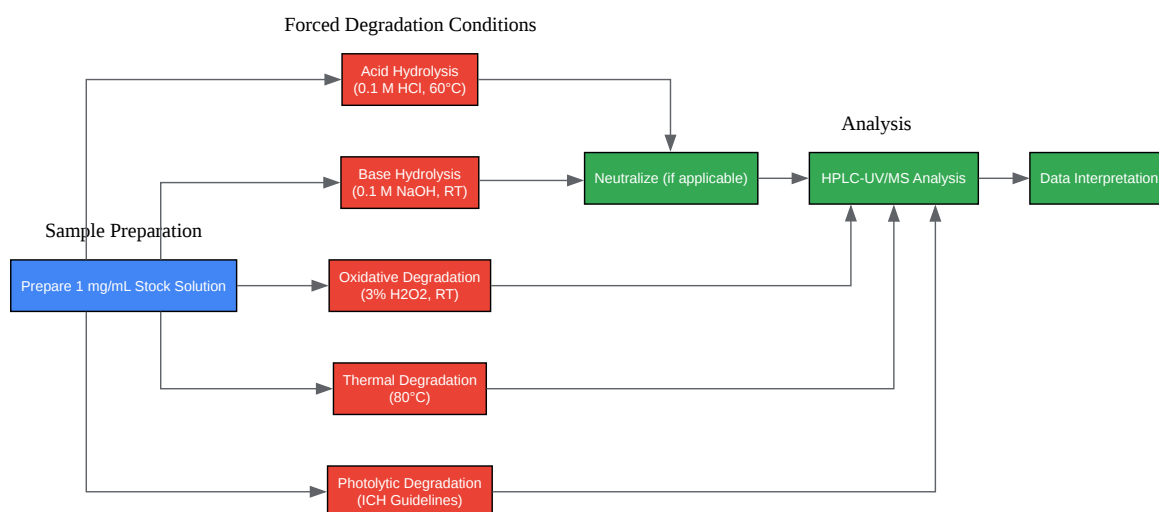 Forced Degradation Conditions
Acid Hydrolysis
(0.1 M HCl, 60°C)
Analysis
Base Hydrolysis
(0.1 M NaOH, RT)
Neutralize (if applicable)
HPLC-UV/MS Analysis
Data Interpretation
Sample Preparation
Prepare 1 mg/mL Stock Solution
Oxidative Degradation
(3% H2O2, RT)
Thermal Degradation
(80°C)
Photolytic Degradation
(ICH Guidelines)